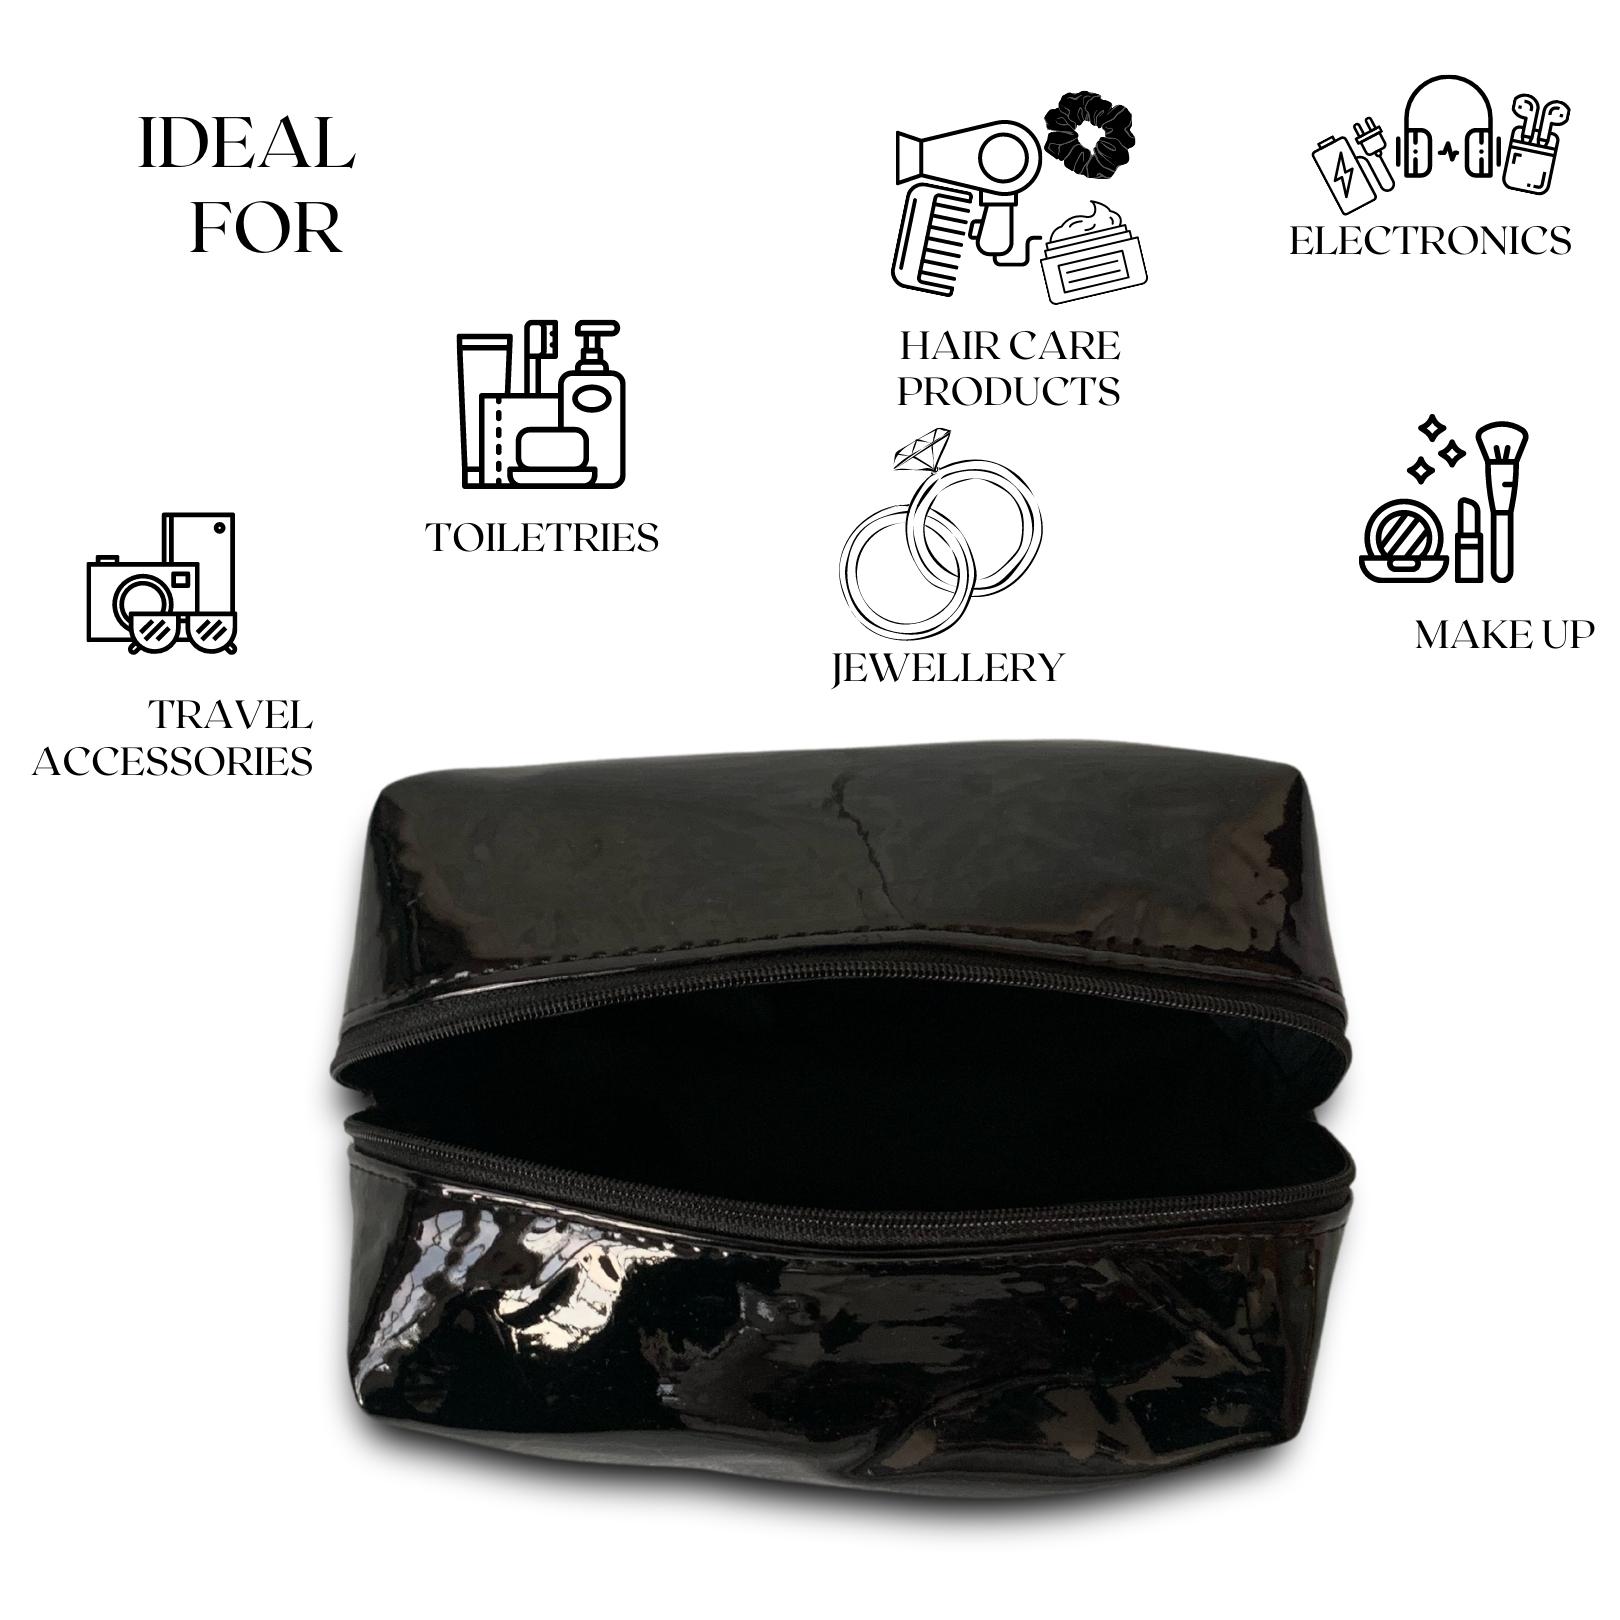 IDEAL
FOR
HAIR CARE
PRODUCTS
ELECTRONICS
TOILETRIES
JEWELLERY
MAKE UP
TRAVEL
ACCESSORIES